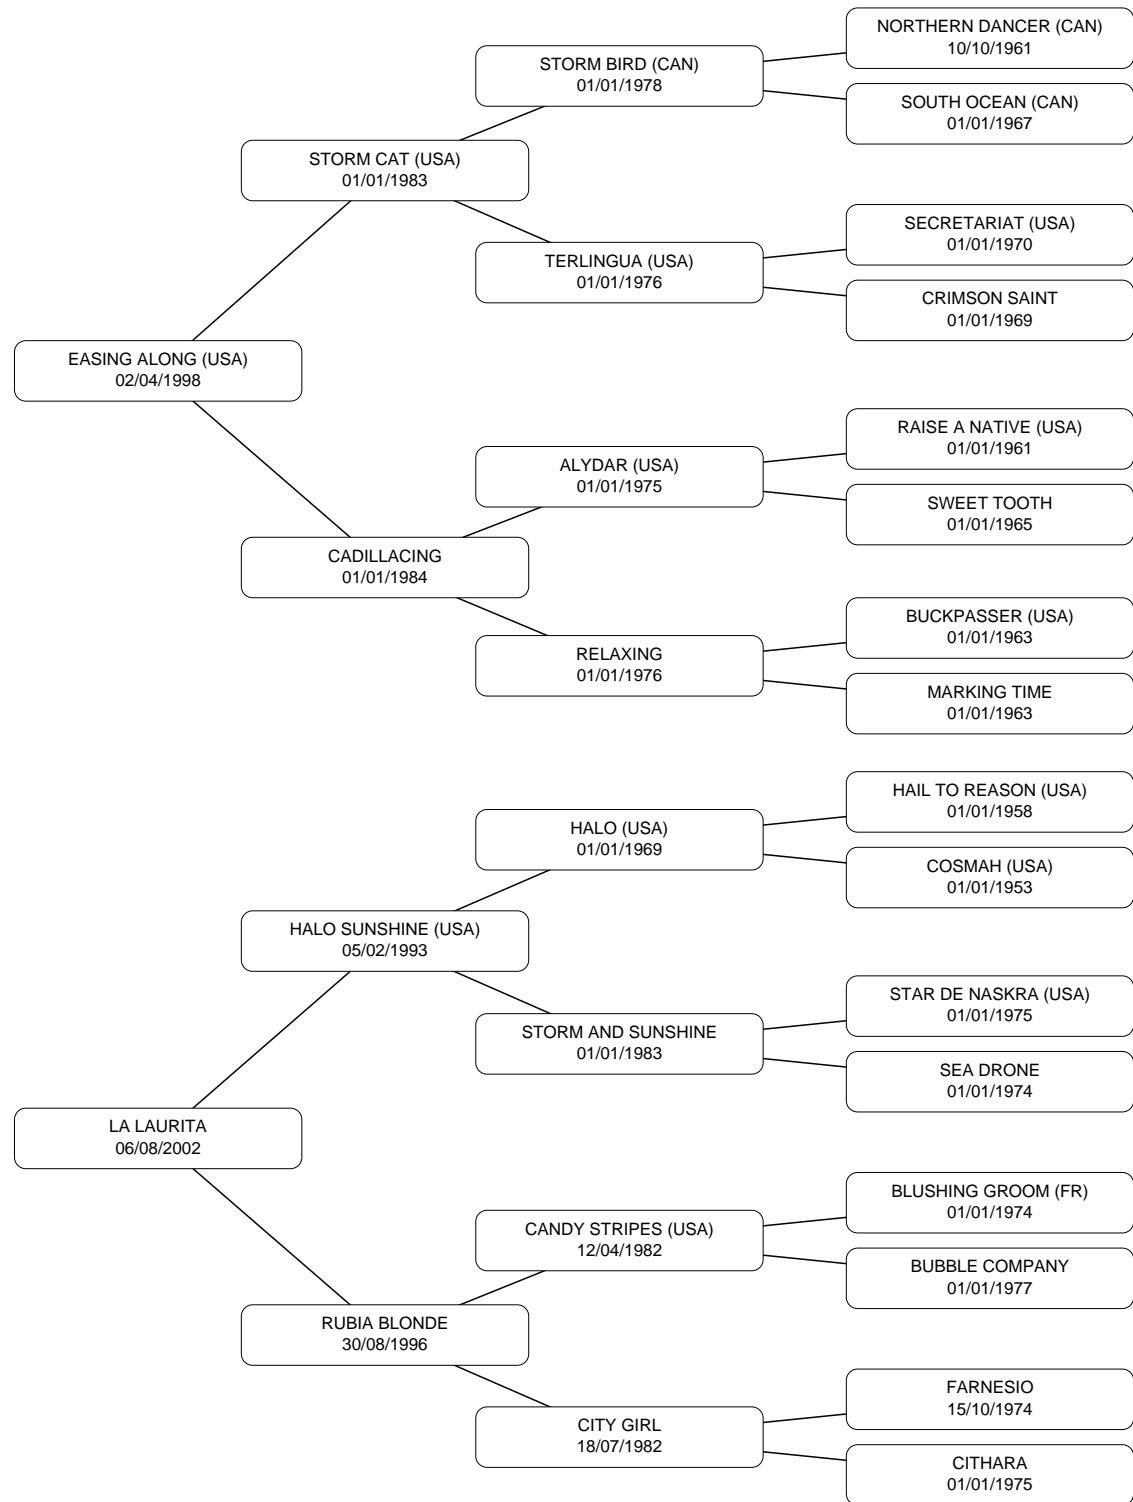 NORTHERN DANCER (CAN)
10/10/1961
STORM BIRD (CAN)
01/01/1978
SOUTH OCEAN (CAN)
01/01/1967
STORM CAT (USA)
01/01/1983
SECRETARIAT (USA)
01/01/1970
TERLINGUA (USA)
01/01/1976
CRIMSON SAINT
01/01/1969
EASING ALONG (USA)
02/04/1998
RAISE A NATIVE (USA)
01/01/1961
ALYDAR (USA)
01/01/1975
SWEET TOOTH
01/01/1965
CADILLACING
01/01/1984
BUCKPASSER (USA)
01/01/1963
RELAXING
01/01/1976
MARKING TIME
01/01/1963
HAIL TO REASON (USA)
01/01/1958
HALO (USA)
01/01/1969
COSMAH (USA)
01/01/1953
HALO SUNSHINE (USA)
05/02/1993
STAR DE NASKRA (USA)
01/01/1975
STORM AND SUNSHINE
01/01/1983
SEA DRONE
01/01/1974
LA LAURITA
06/08/2002
BLUSHING GROOM (FR)
01/01/1974
CANDY STRIPES (USA)
12/04/1982
BUBBLE COMPANY
01/01/1977
RUBIA BLONDE
30/08/1996
FARNESIO
15/10/1974
CITY GIRL
18/07/1982
CITHARA
01/01/1975